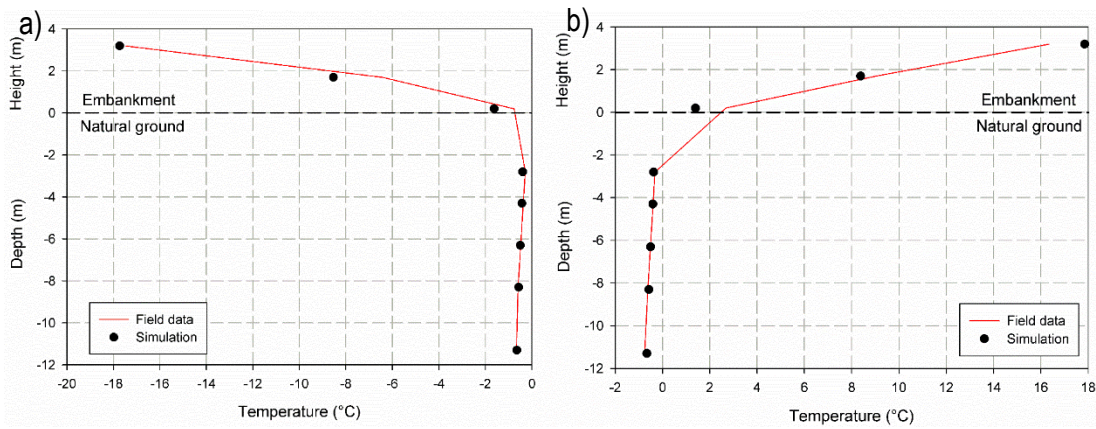 a)
Height (m)
Depth (m)
4
2
0
-2
-4
-6
-8
-10
-12
Embankment
Natural ground
Field data
Simulation
-20 -18 -16 -14 -12 -10 -8 -6 -4 -2 0
Temperature (°C)
b)
Height (m)
Depth (m)
4
2
0
-2
-4
-6
-8
-10
-12
Embankment
Natural ground
Field data
Simulation
-2 0 2 4 6 8 10 12 14 16 18
Temperature (°C)